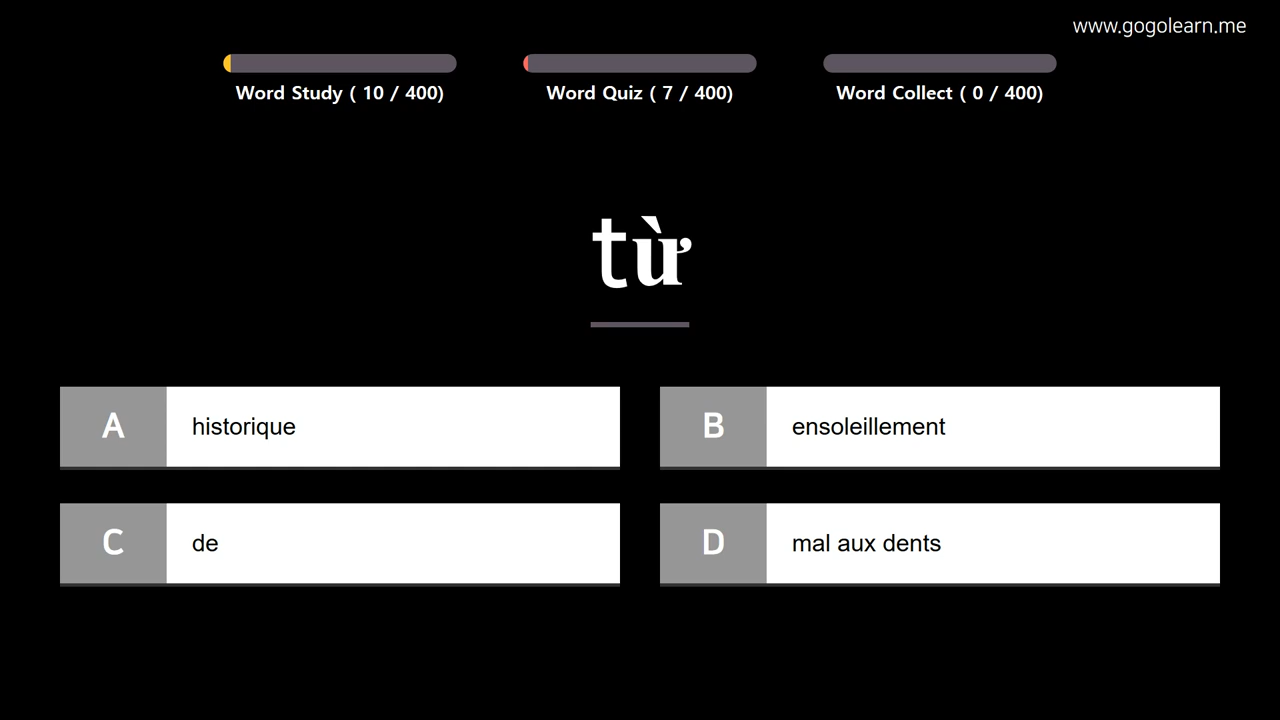 www.gogolearn.me
Word Study ( 10 / 400)
Word Quiz ( 7 / 400)
Word Collect ( 0 / 400)
từ
A historique
B ensoleillement
C de
D mal aux dents